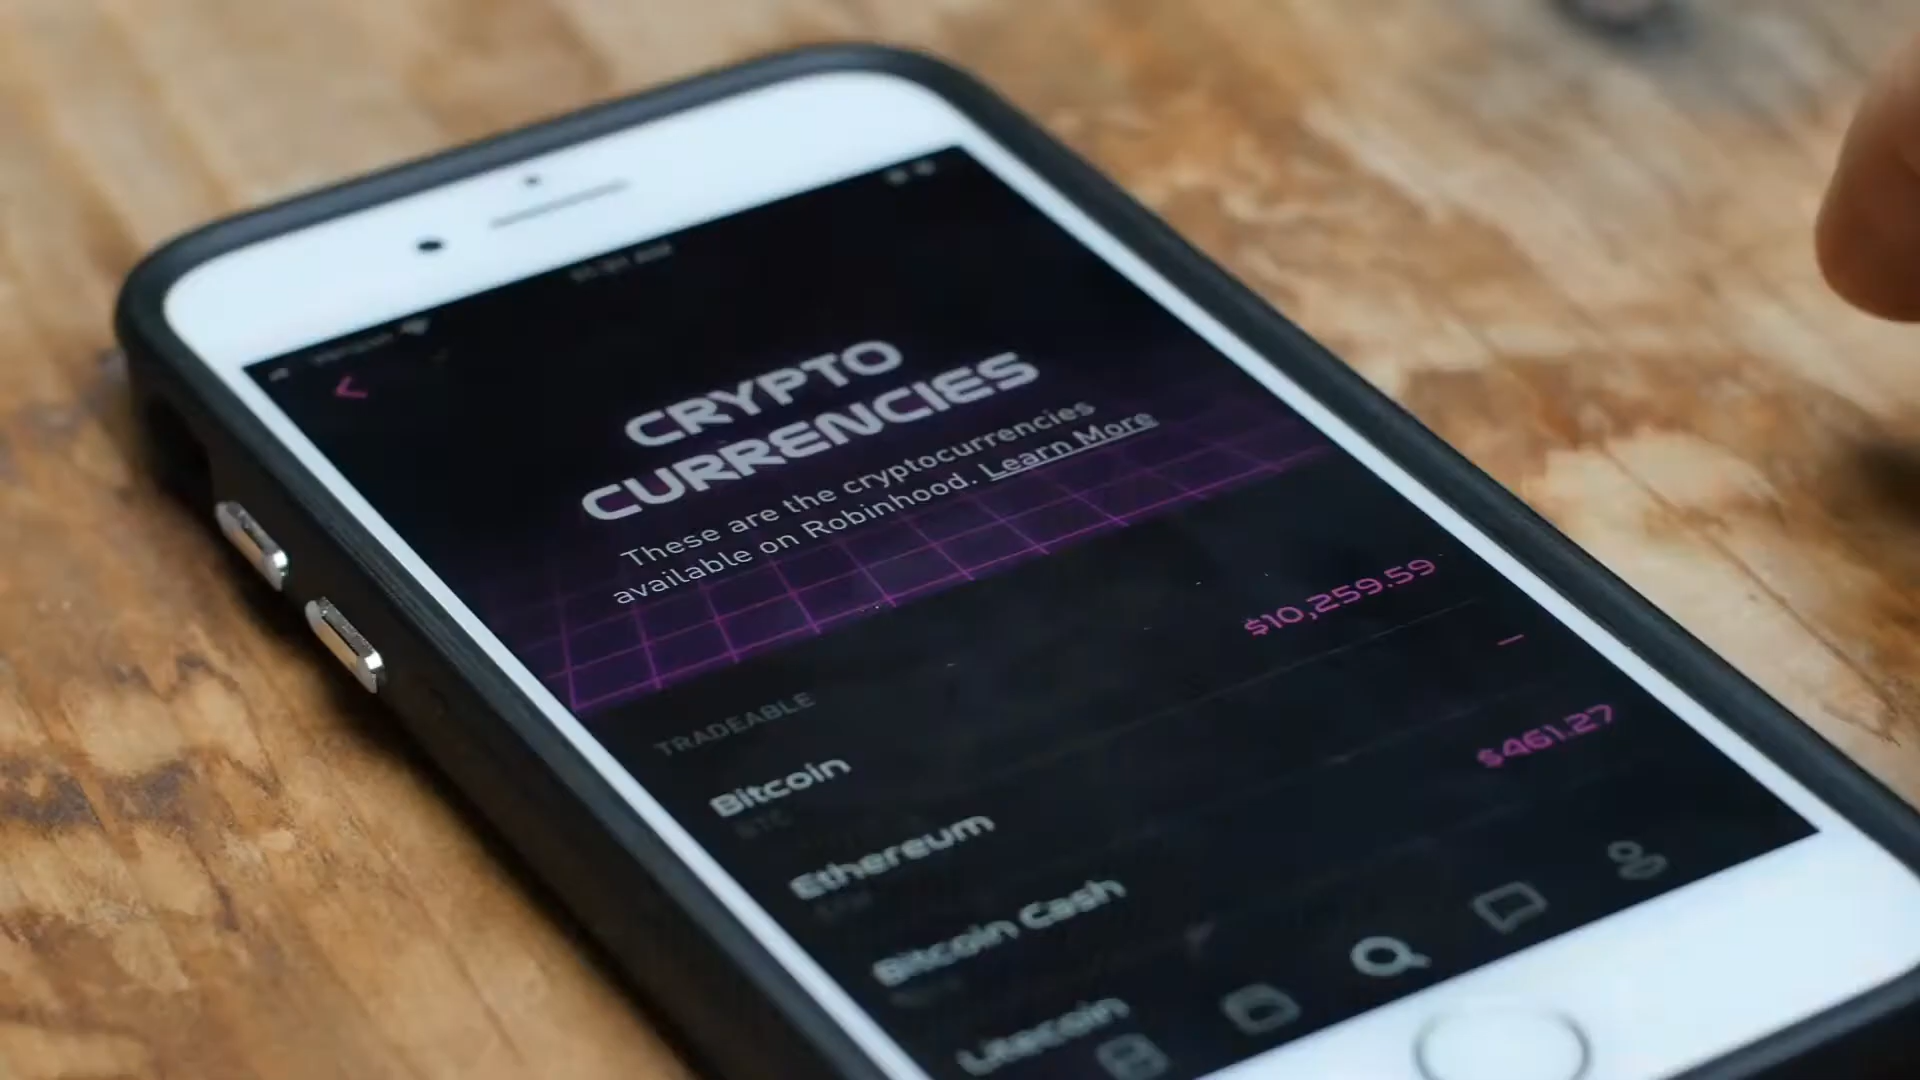 CRYPTO
CURRENCIES
These are the cryptocurrencies
available on Robinhood. Learn More
TRADEABLE
Bitcoin
$10,259.59
BTC
Ethereum
–
Bitcoin Cash
$461.27
Litecoin